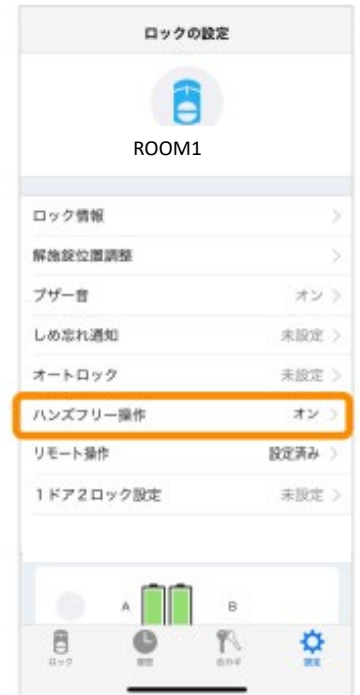 ロックの設定
ROOM1
ロック情報
解施錠位置調整
ブザー音 オン
しめ忘れ通知 未設定
オートロック 未設定
ハンズフリー操作 オン
リモート操作 設定済み
1ドア2ロック設定 未設定
A B
ロック 履歴 合カギ 設定